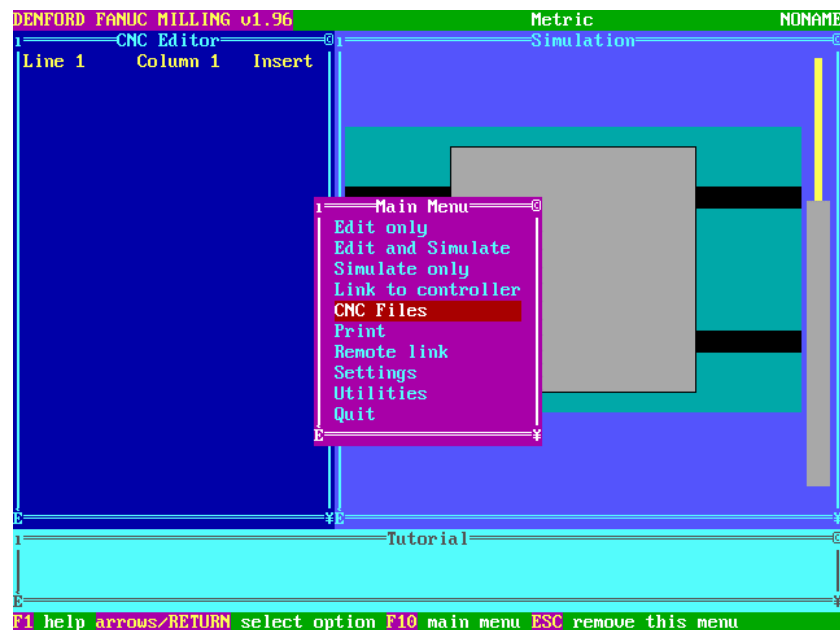 DENFORD FANUC MILLING v1.96 Metric NONAME
CNC Editor
Simulation
Line 1 Column 1 Insert
Main Menu
Edit only
Edit and Simulate
Simulate only
Link to controller
CNC Files
Print
Remote link
Settings
Utilities
Quit
Tutorial
F1 help arrows/RETURN select option F10 main menu ESC remove this menu